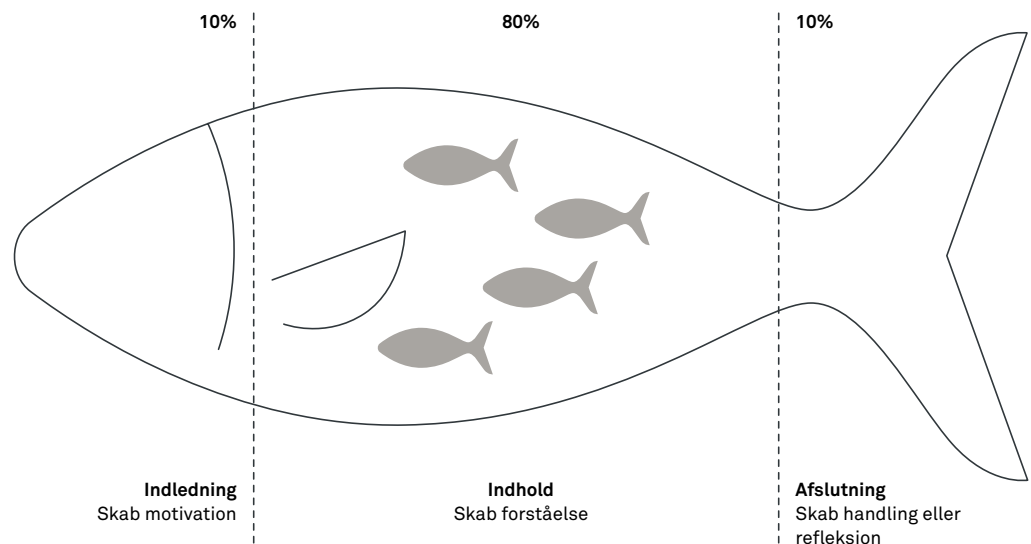 10%
80%
10%
Indledning
Skab motivation
Indhold
Skab forståelse
Afslutning
Skab handling eller
refleksion